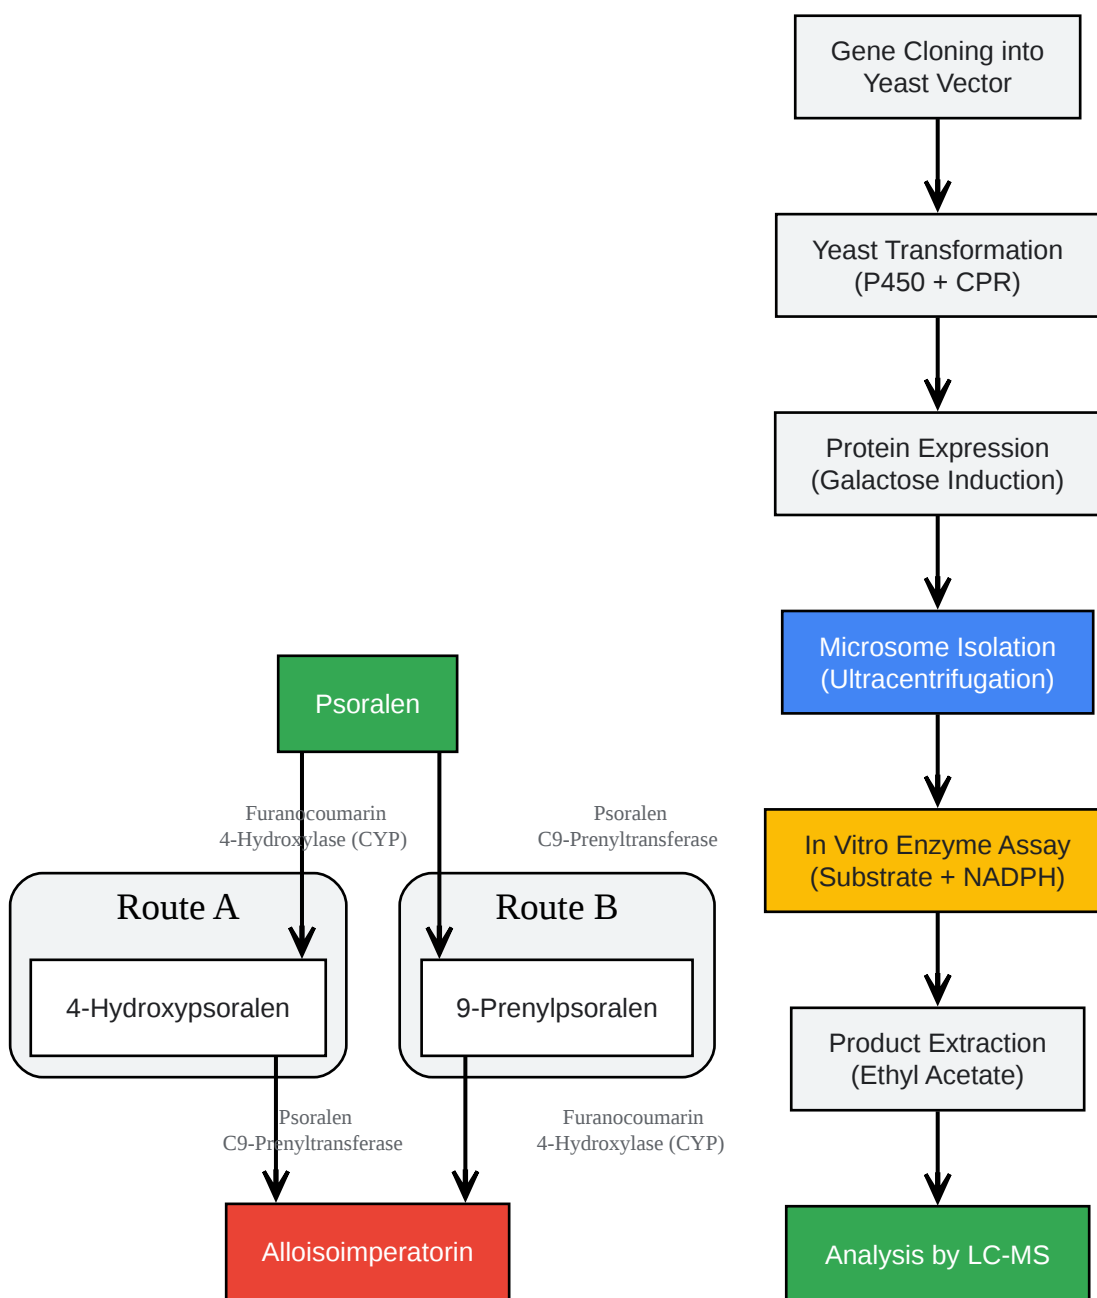 Gene Cloning into
Yeast Vector
Yeast Transformation
(P450 + CPR)
Protein Expression
(Galactose Induction)
Microsome Isolation
(Ultracentrifugation)
In Vitro Enzyme Assay
(Substrate + NADPH)
Product Extraction
(Ethyl Acetate)
Analysis by LC-MS
Psoralen
Furanocoumarin
4-Hydroxylase (CYP)
Psoralen
C9-Prenyltransferase
Route A
4-Hydroxypsoralen
Route B
9-Prenylpsoralen
Psoralen
C9-Prenyltransferase
Furanocoumarin
4-Hydroxylase (CYP)
Alloisoimperatorin